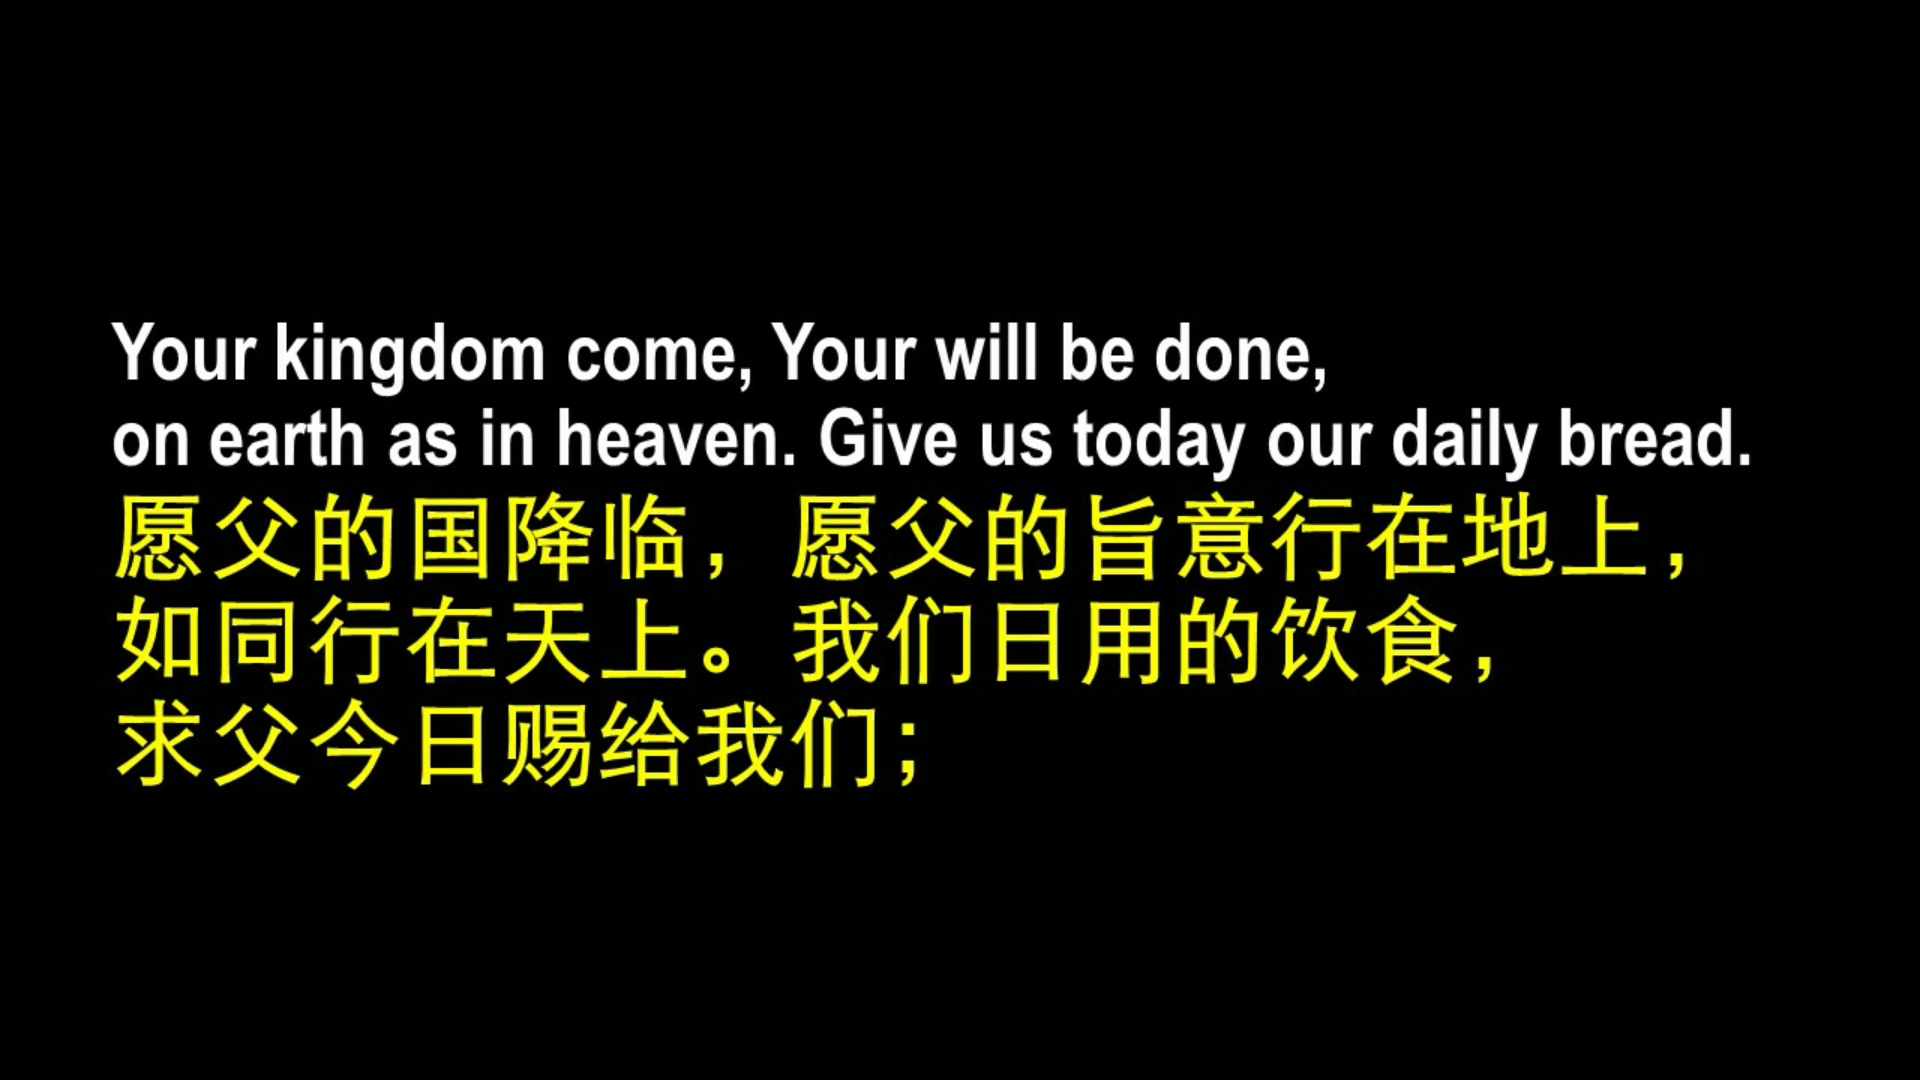 Your kingdom come, Your will be done,
on earth as in heaven. Give us today our daily bread.
愿父的国降临，愿父的旨意行在地上，
如同行在天上。我们日用的饮食，
求父今日赐给我们；